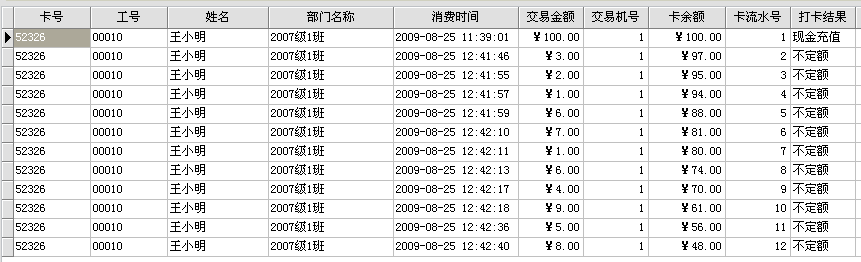 卡号 工号 姓名 部门名称 消费时间 交易金额 交易机号 卡余额 卡流水号 打卡结果
52326 00010 王小明 2007级1班 2009-08-25 11:39:01 ￥100.00 1 ￥100.00 1 现金充值
52326 00010 王小明 2007级1班 2009-08-25 12:41:46 ￥3.00 1 ￥97.00 2 不定额
52326 00010 王小明 2007级1班 2009-08-25 12:41:55 ￥2.00 1 ￥95.00 3 不定额
52326 00010 王小明 2007级1班 2009-08-25 12:41:57 ￥1.00 1 ￥94.00 4 不定额
52326 00010 王小明 2007级1班 2009-08-25 12:41:59 ￥6.00 1 ￥88.00 5 不定额
52326 00010 王小明 2007级1班 2009-08-25 12:42:10 ￥7.00 1 ￥81.00 6 不定额
52326 00010 王小明 2007级1班 2009-08-25 12:42:11 ￥1.00 1 ￥80.00 7 不定额
52326 00010 王小明 2007级1班 2009-08-25 12:42:13 ￥6.00 1 ￥74.00 8 不定额
52326 00010 王小明 2007级1班 2009-08-25 12:42:17 ￥4.00 1 ￥70.00 9 不定额
52326 00010 王小明 2007级1班 2009-08-25 12:42:18 ￥9.00 1 ￥61.00 10 不定额
52326 00010 王小明 2007级1班 2009-08-25 12:42:36 ￥5.00 1 ￥56.00 11 不定额
52326 00010 王小明 2007级1班 2009-08-25 12:42:40 ￥8.00 1 ￥48.00 12 不定额